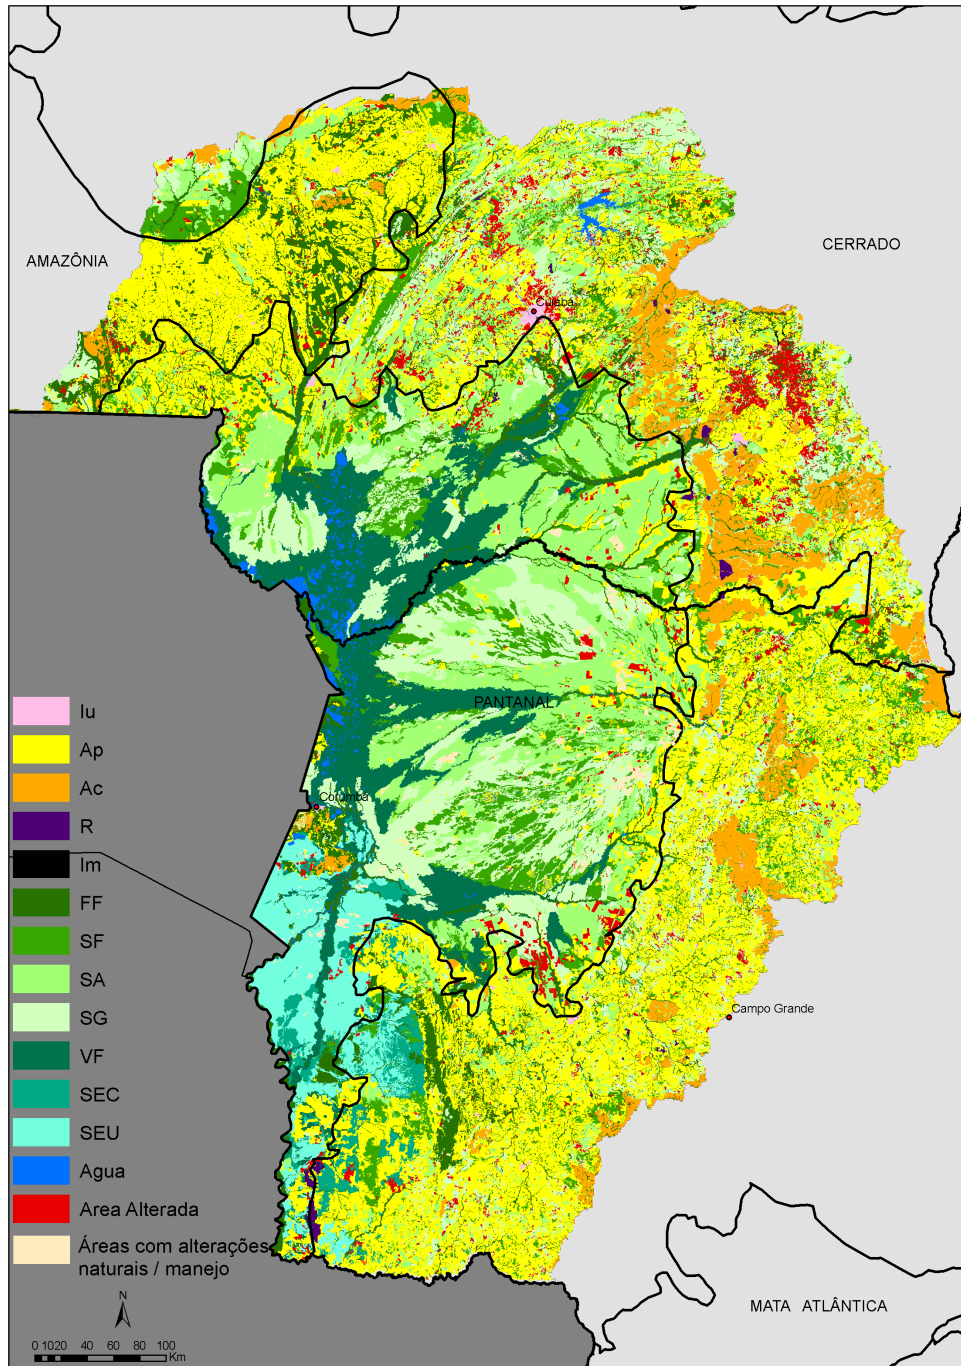 AMAZÔNIA
CERRADO
Cuiabá
PANTANAL
Corumbá
Campo Grande
MATA ATLÂNTICA
Iu
Ap
Ac
R
Im
FF
SF
SA
SG
VF
SEC
SEU
Agua
Area Alterada
Áreas com alterações
naturais / manejo
N
0 1020 40 60 80 100
Km